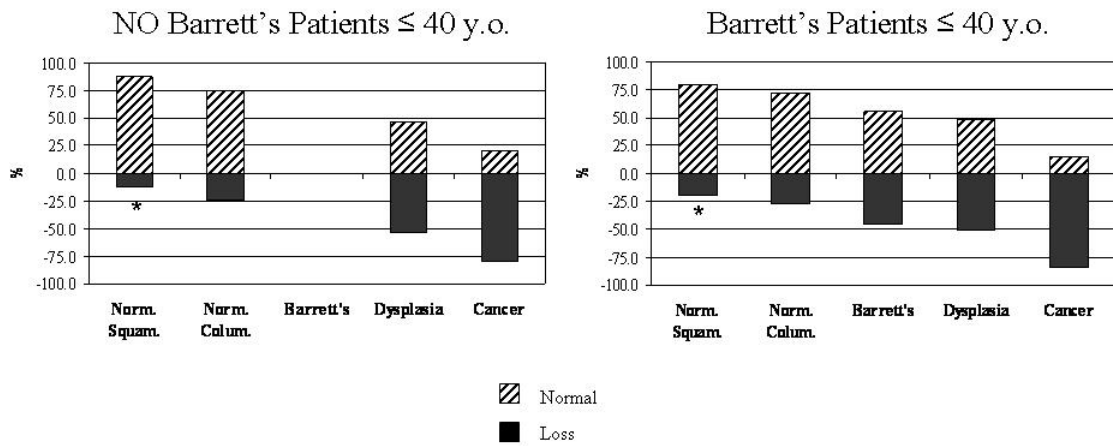 NO Barrett's Patients ≤ 40 y.o.
100.0
75.0
50.0
25.0
0.0
-25.0
-50.0
-75.0
-100.0
%
*
Norm. Squam.
Norm. Colum.
Barrett's
Dysplasia
Cancer
Barrett's Patients ≤ 40 y.o.
100.0
75.0
50.0
25.0
0.0
-25.0
-50.0
-75.0
-100.0
%
*
Norm. Squam.
Norm. Colum.
Barrett's
Dysplasia
Cancer
Normal
Loss